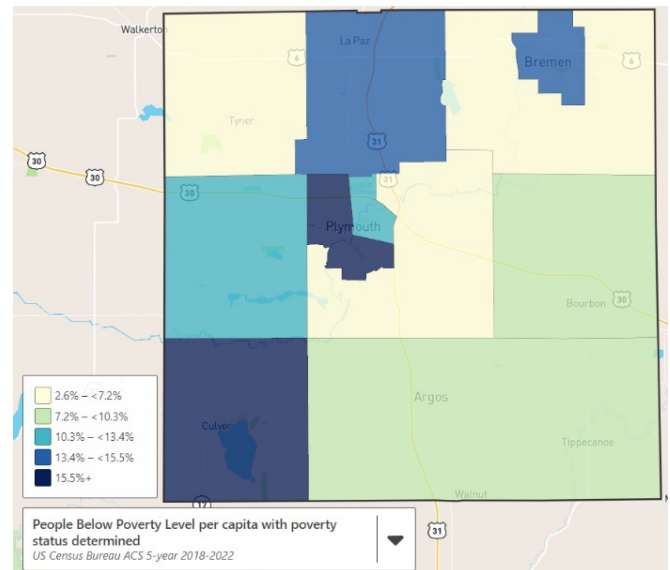 Walkerton
La Paz
6
Bremen
6
Tyner
31
30
30
31
30
Plymouth
Bourbon
30
2.6% – <7.2%
7.2% – <10.3%
10.3% – <13.4%
13.4% – <15.5%
15.5%+
Argos
Culver
Tippecanoe
Walnut
17
People Below Poverty Level per capita with poverty
status determined
US Census Bureau ACS 5-year 2018-2022
31